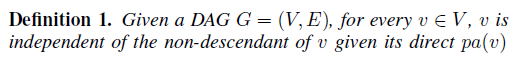 Definition 1. Given a DAG G = (V, E), for every v ∈ V, v is
independent of the non-descendant of v given its direct pa(v)